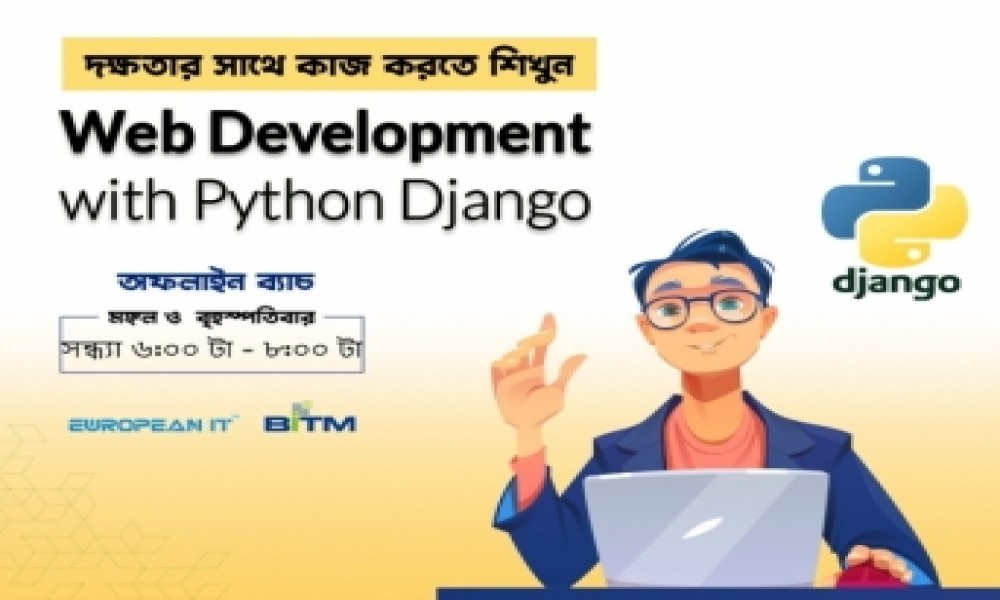 দক্ষতার সাথে কাজ করতে শিখুন
Web Development
with Python Django
django
অফলাইন ব্যাচ
মঙ্গল ও বৃহস্পতিবার
সন্ধ্যা ৬:০০ টা - ৮:০০ টা
EUROPEAN IT
BITM